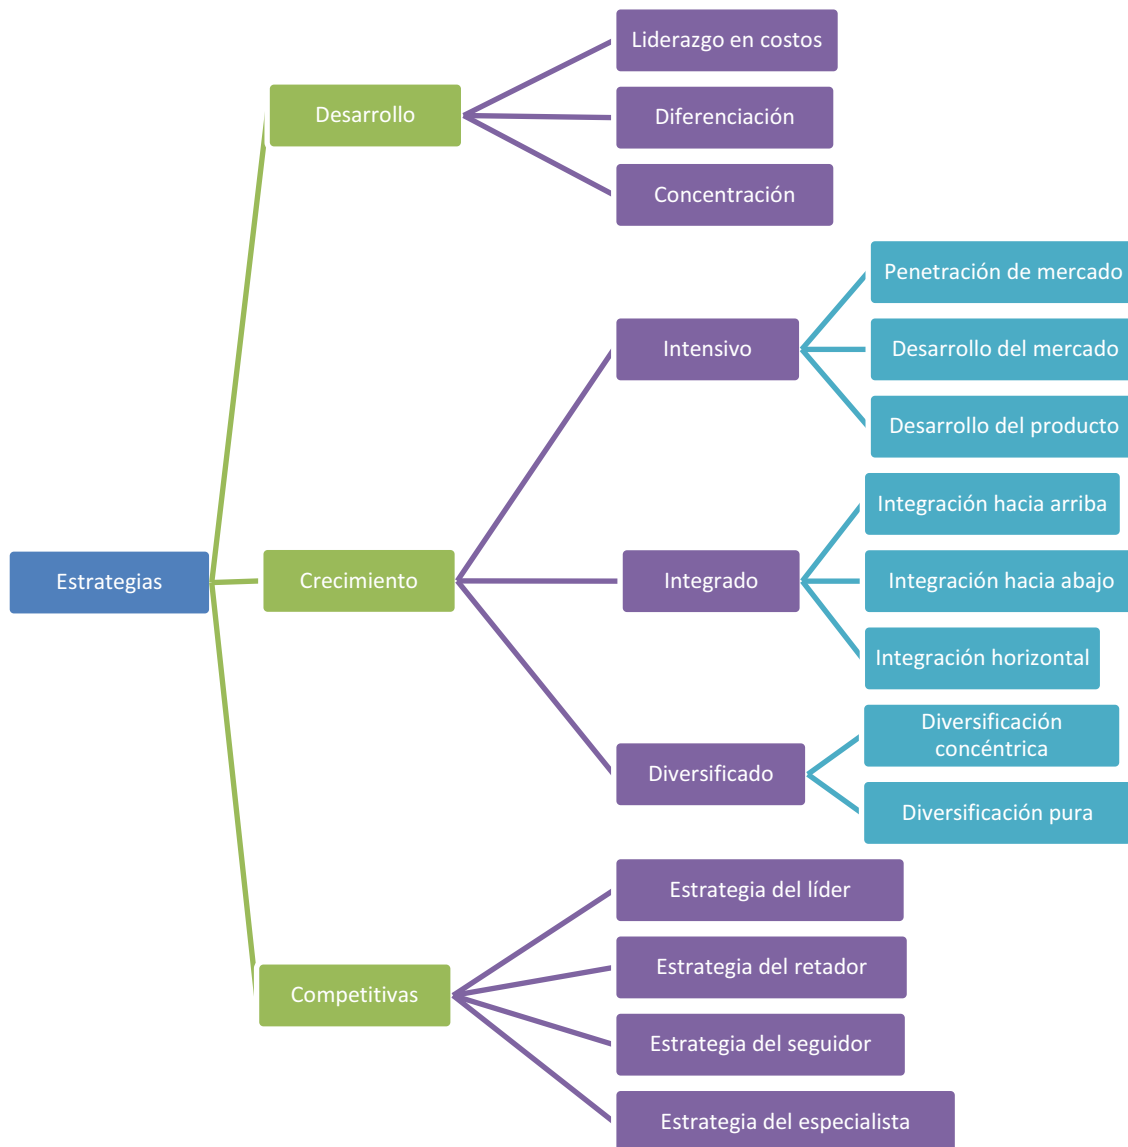 Liderazgo en costos
Desarrollo
Diferenciación
Concentración
Penetración de mercado
Intensivo
Desarrollo del mercado
Desarrollo del producto
Integración hacia arriba
Estrategias
Crecimiento
Integrado
Integración hacia abajo
Integración horizontal
Diversificación
concéntrica
Diversificado
Diversificación pura
Estrategia del líder
Estrategia del retador
Competitivas
Estrategia del seguidor
Estrategia del especialista